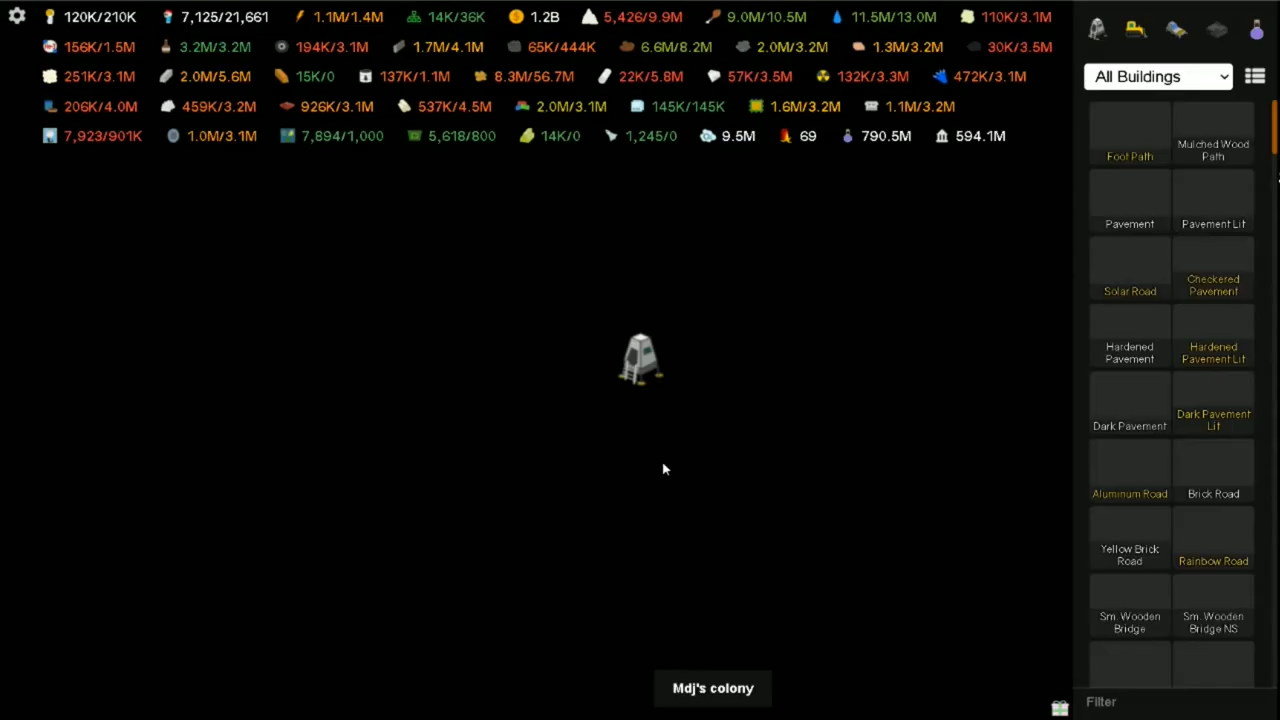 120K/210K 7,125/21,661 1.1M/1.4M 14K/36K 1.2B 5,426/9.9M 9.0M/10.5M 11.5M/13.0M 110K/3.1M
156K/1.5M 3.2M/3.2M 194K/3.1M 1.7M/4.1M 65K/444K 6.6M/8.2M 2.0M/3.2M 1.3M/3.2M 30K/3.5M
251K/3.1M 2.0M/5.6M 15K/0 137K/1.1M 8.3M/56.7M 22K/5.8M 57K/3.5M 132K/3.3M 472K/3.1M
206K/4.0M 459K/3.2M 926K/3.1M 537K/4.5M 2.0M/3.1M 145K/145K 1.6M/3.2M 1.1M/3.2M
7,923/901K 1.0M/3.1M 7,894/1,000 5,618/800 14K/0 1,245/0 9.5M 69 790.5M 594.1M
All Buildings
Foot Path
Mulched Wood
Path
Pavement
Pavement Lit
Solar Road
Checkered
Pavement
Hardened
Pavement
Hardened
Pavement Lit
Dark Pavement
Dark Pavement
Lit
Aluminum Road
Brick Road
Yellow Brick
Road
Rainbow Road
Sm. Wooden
Bridge
Sm. Wooden
Bridge NS
Mdj's colony
Filter